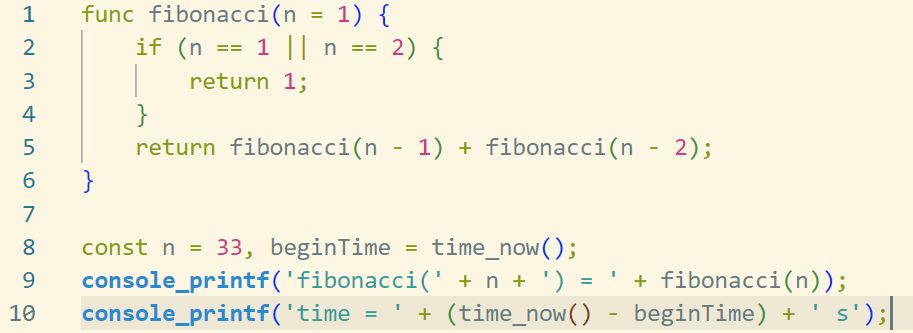 1 func fibonacci(n = 1) {
2     if (n == 1 || n == 2) {
3         return 1;
4     }
5     return fibonacci(n - 1) + fibonacci(n - 2);
6 }
7
8 const n = 33, beginTime = time_now();
9 console_printf('fibonacci(' + n + ') = ' + fibonacci(n));
10 console_printf('time = ' + (time_now() - beginTime) + ' s');